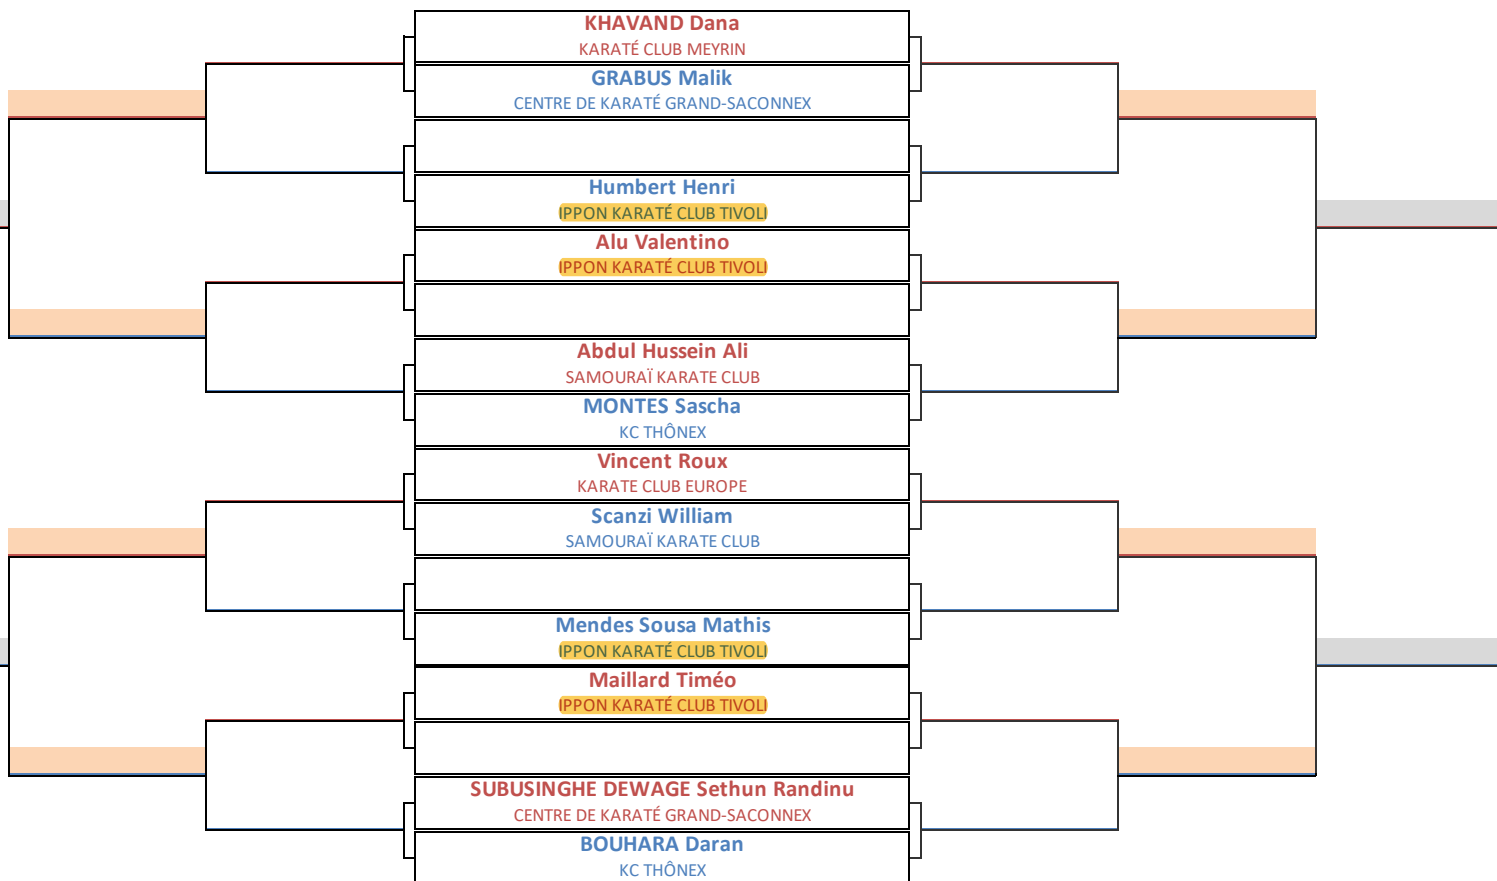 KHAVAND Dana
KARATÉ CLUB MEYRIN
GRABUS Malik
CENTRE DE KARATÉ GRAND-SACONNEX
Humbert Henri
IPPON KARATÉ CLUB TIVOLI
Alu Valentino
IPPON KARATÉ CLUB TIVOLI
Abdul Hussein Ali
SAMOURAÏ KARATE CLUB
MONTES Sascha
KC THÔNEX
Vincent Roux
KARATE CLUB EUROPE
Scanzi William
SAMOURAÏ KARATE CLUB
Mendes Sousa Mathis
IPPON KARATÉ CLUB TIVOLI
Maillard Timéo
IPPON KARATÉ CLUB TIVOLI
SUBUSINGHE DEWAGE Sethun Randinu
CENTRE DE KARATÉ GRAND-SACONNEX
BOUHARA Daran
KC THÔNEX